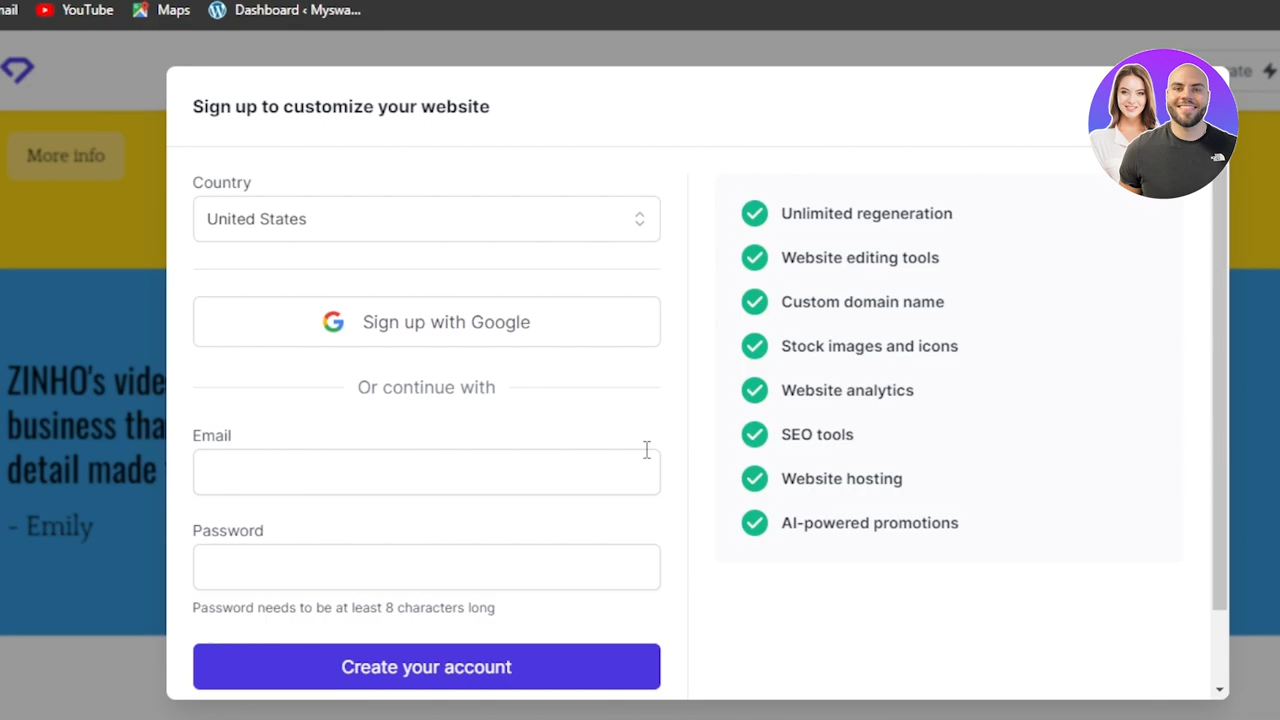 YouTube
Maps
Dashboard ‹ Myswa...
Sign up to customize your website
More info
Country
United States
Sign up with Google
Or continue with
Email
Password
Password needs to be at least 8 characters long
Create your account
Unlimited regeneration
Website editing tools
Custom domain name
Stock images and icons
Website analytics
SEO tools
Website hosting
AI-powered promotions
ZINHO's vide
business tha
detail made
- Emily